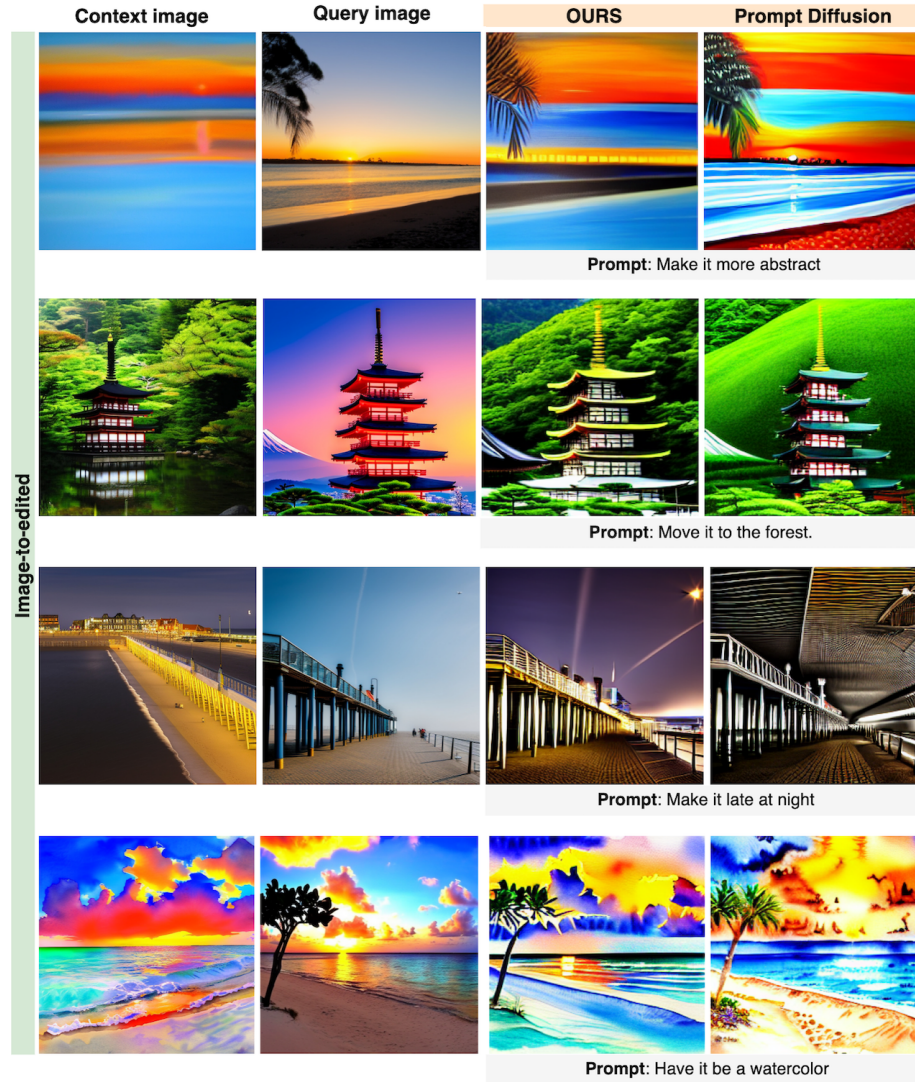 Context image
Query image
OURS
Prompt Diffusion
Image-to-edited
Prompt: Make it more abstract
Prompt: Move it to the forest.
Prompt: Make it late at night
Prompt: Have it be a watercolor